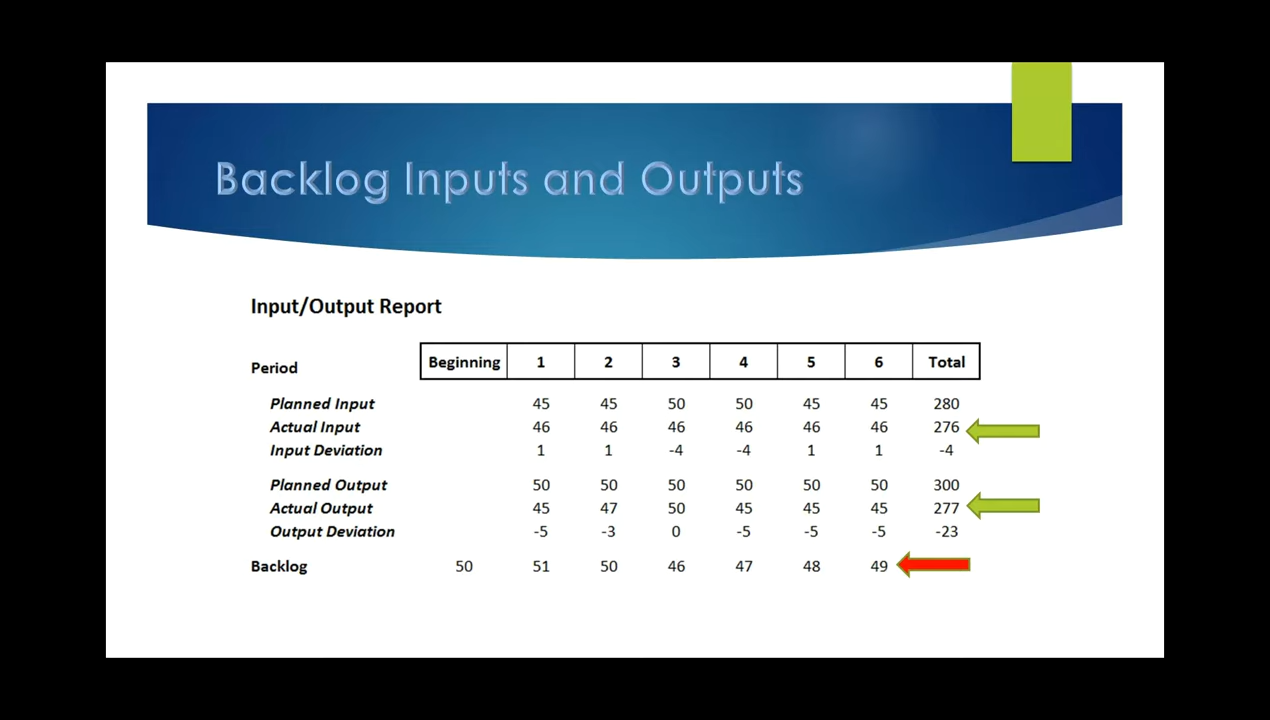 Backlog Inputs and Outputs
Input/Output Report
Period Beginning 1 2 3 4 5 6 Total
Planned Input 45 45 50 50 45 45 280
Actual Input 46 46 46 46 46 46 276
Input Deviation 1 1 -4 -4 1 1 -4
Planned Output 50 50 50 50 50 50 300
Actual Output 45 47 50 45 45 45 277
Output Deviation -5 -3 0 -5 -5 -5 -23
Backlog 50 51 50 46 47 48 49